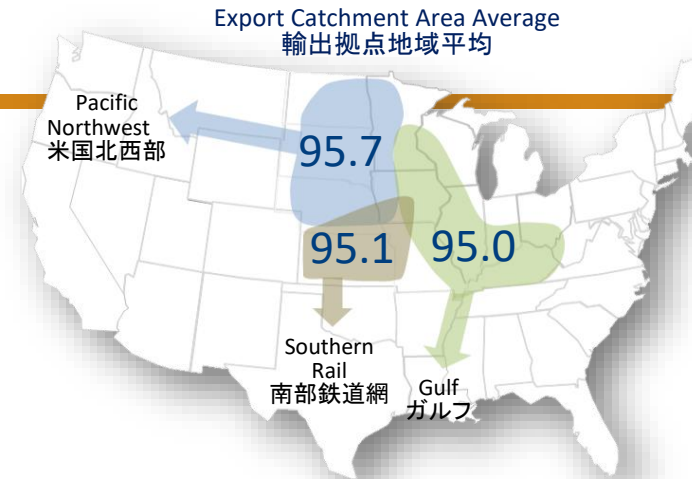 Export Catchment Area Average
輸出拠点地域平均
Pacific
Northwest
米国北西部
95.7
95.1
95.0
Southern
Rail
南部鉄道網
Gulf
ガルフ